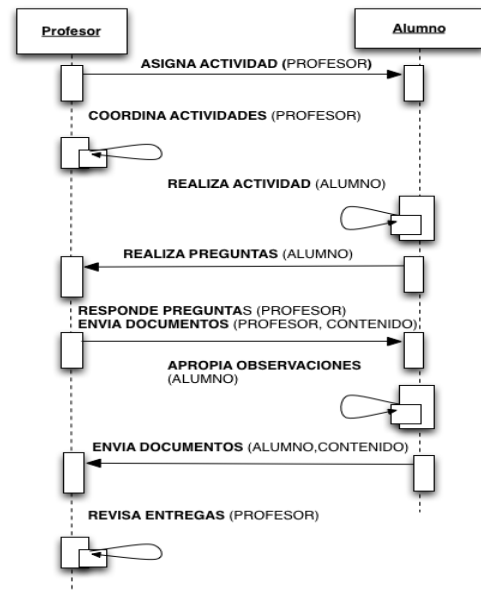 Profesor
Alumno
ASIGNA ACTIVIDAD (PROFESOR)
COORDINA ACTIVIDADES (PROFESOR)
REALIZA ACTIVIDAD (ALUMNO)
REALIZA PREGUNTAS (ALUMNO)
RESPONDE PREGUNTAS (PROFESOR)
ENVIA DOCUMENTOS (PROFESOR, CONTENIDO)
APROPIA OBSERVACIONES
(ALUMNO)
ENVIA DOCUMENTOS (ALUMNO,CONTENIDO)
REVISA ENTREGAS (PROFESOR)